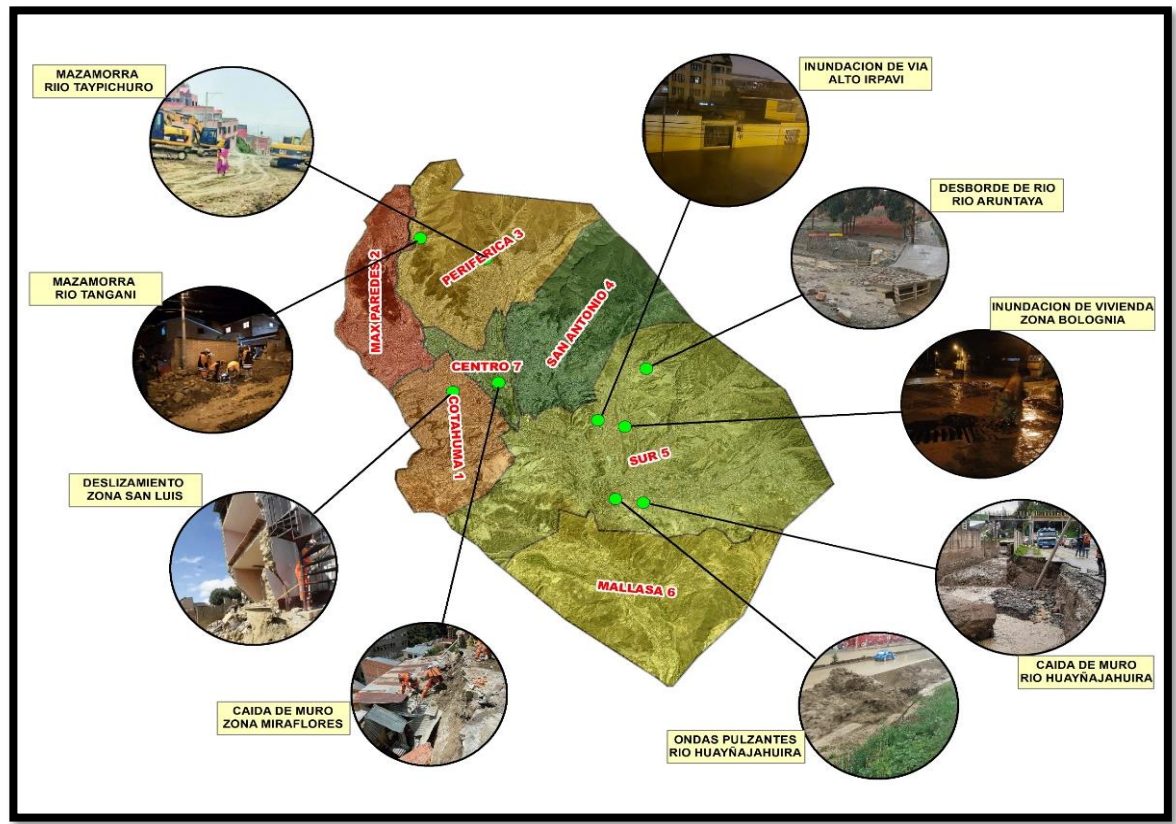 MAZAMORRA
RIIO TAYPICHURO
INUNDACION DE VIA
ALTO IRPAVI
DESBORDE DE RIO
RIO ARUNTAYA
MAZAMORRA
RIO TANGANI
INUNDACION DE VIVIENDA
ZONA BOLOGNIA
MAX PAREDES 2
PERIFERICA 3
SAN ANTONIO 4
CENTRO 7
COTAHUMA 1
SUR 5
MALLASA 6
DESLIZAMIENTO
ZONA SAN LUIS
CAIDA DE MURO
RIO HUAYÑAJAHUIRA
CAIDA DE MURO
ZONA MIRAFLORES
ONDAS PULZANTES
RIO HUAYÑAJAHUIRA